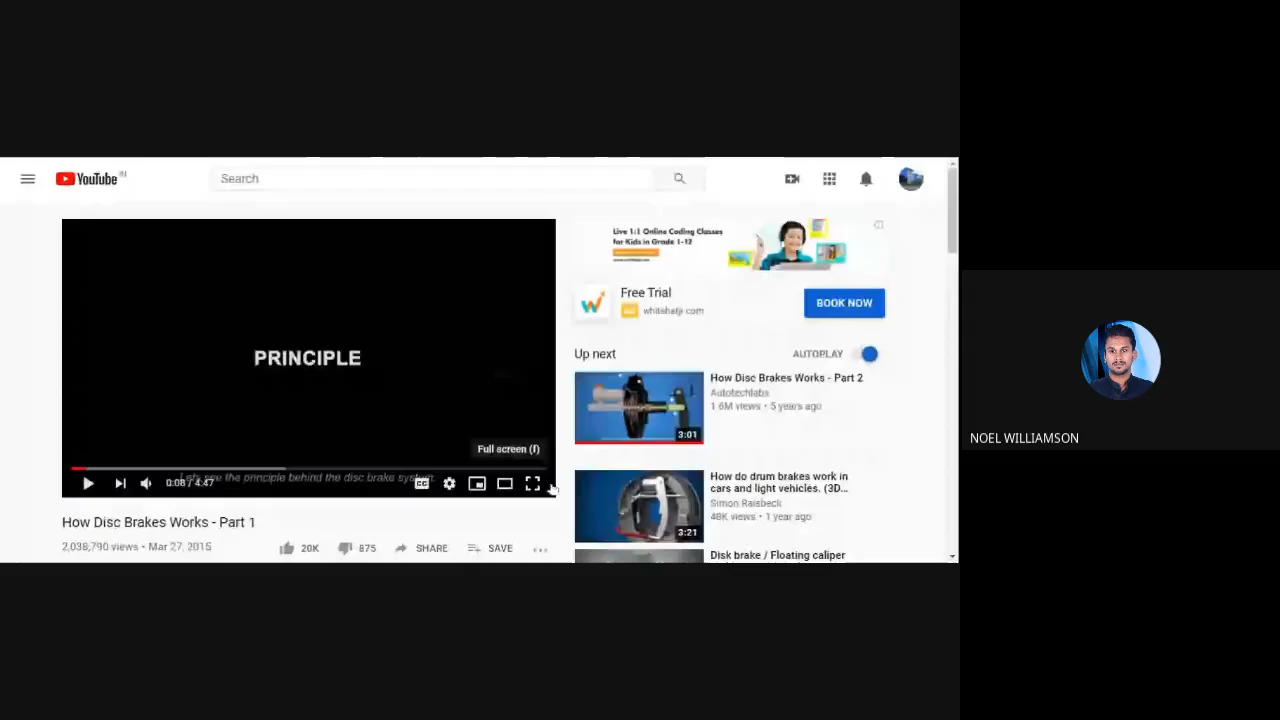 YouTube IN
Search
Live 1:1 Online Coding Classes
for Kids in Grade 1-12
Free Trial
BOOK NOW
Up next
AUTOPLAY
PRINCIPLE
Full screen (f)
Lets see the principle behind the disc brake system.
0:08 / 4:47
How Disc Brakes Works - Part 1
2,038,790 views • Mar 27, 2015
20K
875
SHARE
SAVE
How Disc Brakes Works - Part 2
Autotechlabs
1.6M views • 5 years ago
3:01
How do drum brakes work in
cars and light vehicles. (3D...
Simon Raisbeck
48K views • 1 year ago
3:21
Disk brake / Floating caliper
NOEL WILLIAMSON